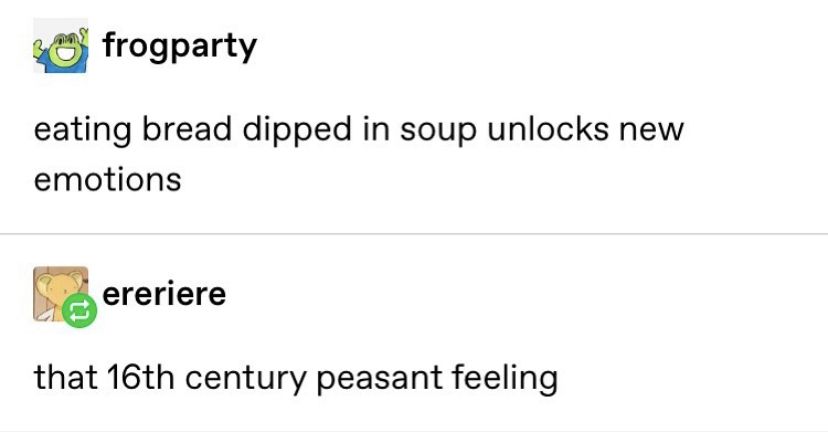 frogparty
eating bread dipped in soup unlocks new
emotions
ereriere
that 16th century peasant feeling